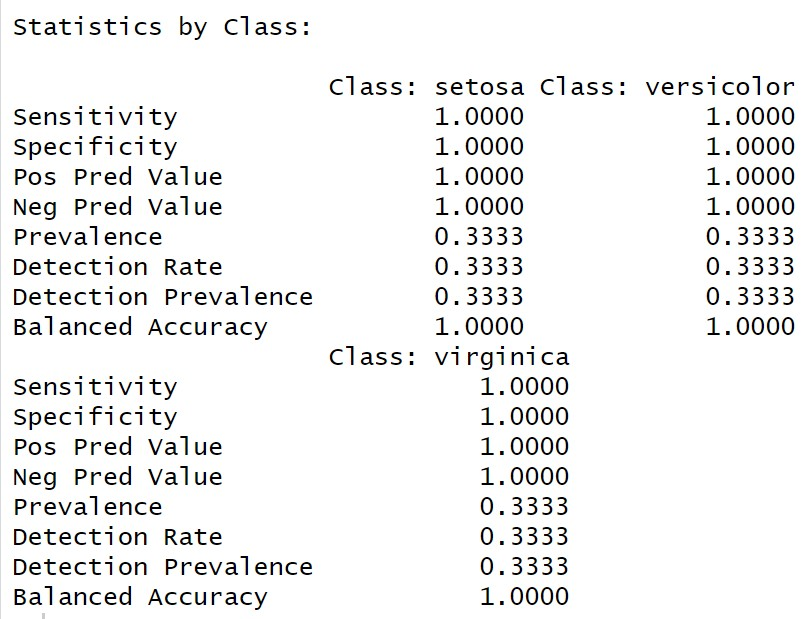 Statistics by Class:

                     Class: setosa Class: versicolor
Sensitivity                 1.0000            1.0000
Specificity                 1.0000            1.0000
Pos Pred Value              1.0000            1.0000
Neg Pred Value              1.0000            1.0000
Prevalence                  0.3333            0.3333
Detection Rate              0.3333            0.3333
Detection Prevalence        0.3333            0.3333
Balanced Accuracy           1.0000            1.0000
                     Class: virginica
Sensitivity                    1.0000
Specificity                    1.0000
Pos Pred Value                 1.0000
Neg Pred Value                 1.0000
Prevalence                     0.3333
Detection Rate                 0.3333
Detection Prevalence           0.3333
Balanced Accuracy              1.0000